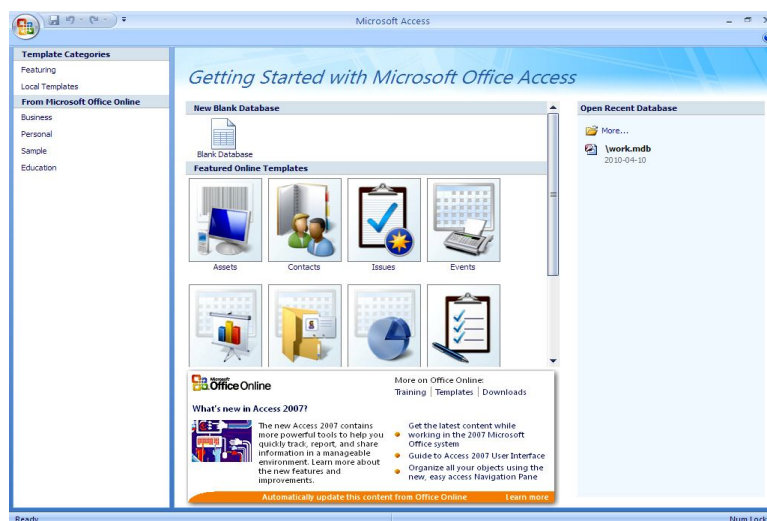 Microsoft Access
Template Categories
Featuring
Local Templates
From Microsoft Office Online
Business
Personal
Sample
Education
Getting Started with Microsoft Office Access
New Blank Database
Blank Database
Featured Online Templates
Assets
Contacts
Issues
Events
Open Recent Database
More...
\work.mdb
2010-04-10
Microsoft
Office Online
More on Office Online:
Training | Templates | Downloads
What's new in Access 2007?
The new Access 2007 contains
more powerful tools to help you
quickly track, report, and share
information in a manageable
environment. Learn more about
the new features and
improvements.
Get the latest content while
working in the 2007 Microsoft
Office system
Guide to Access 2007 User Interface
Organize all your objects using the
new, easy access Navigation Pane
Automatically update this content from Office Online
Learn more
Ready
Num Lock